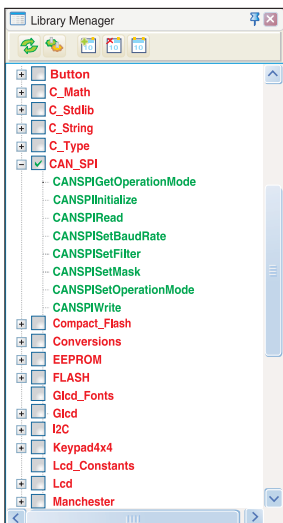 Library Menager
Button
C_Math
C_Stdlib
C_String
C_Type
CAN_SPI
CANSPIGetOperationMode
CANSPIInitialize
CANSPIRead
CANSPISetBaudRate
CANSPISetFilter
CANSPISetMask
CANSPISetOperationMode
CANSPIWrite
Compact_Flash
Conversions
EEPROM
FLASH
Glcd_Fonts
Glcd
I2C
Keypad4x4
Lcd_Constants
Lcd
Manchester